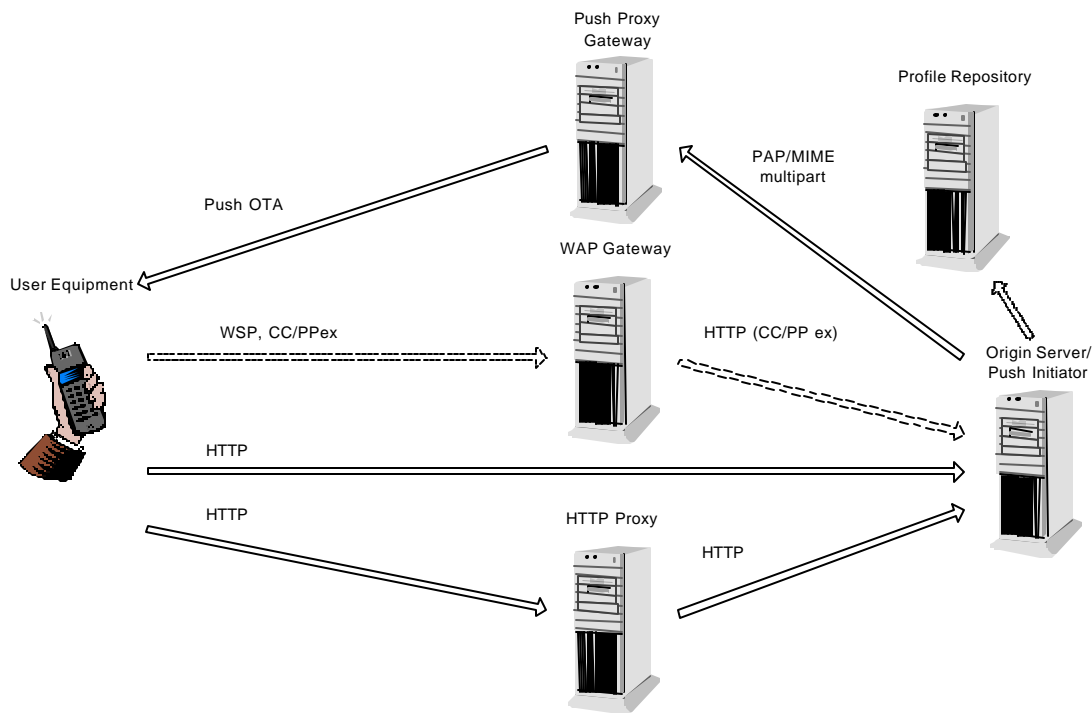 Push Proxy
Gateway
Profile Repository
PAP/MIME
multipart
Push OTA
WAP Gateway
User Equipment
WSP, CC/PPex
HTTP (CC/PP ex)
Origin Server/
Push Initiator
HTTP
HTTP
HTTP Proxy
HTTP